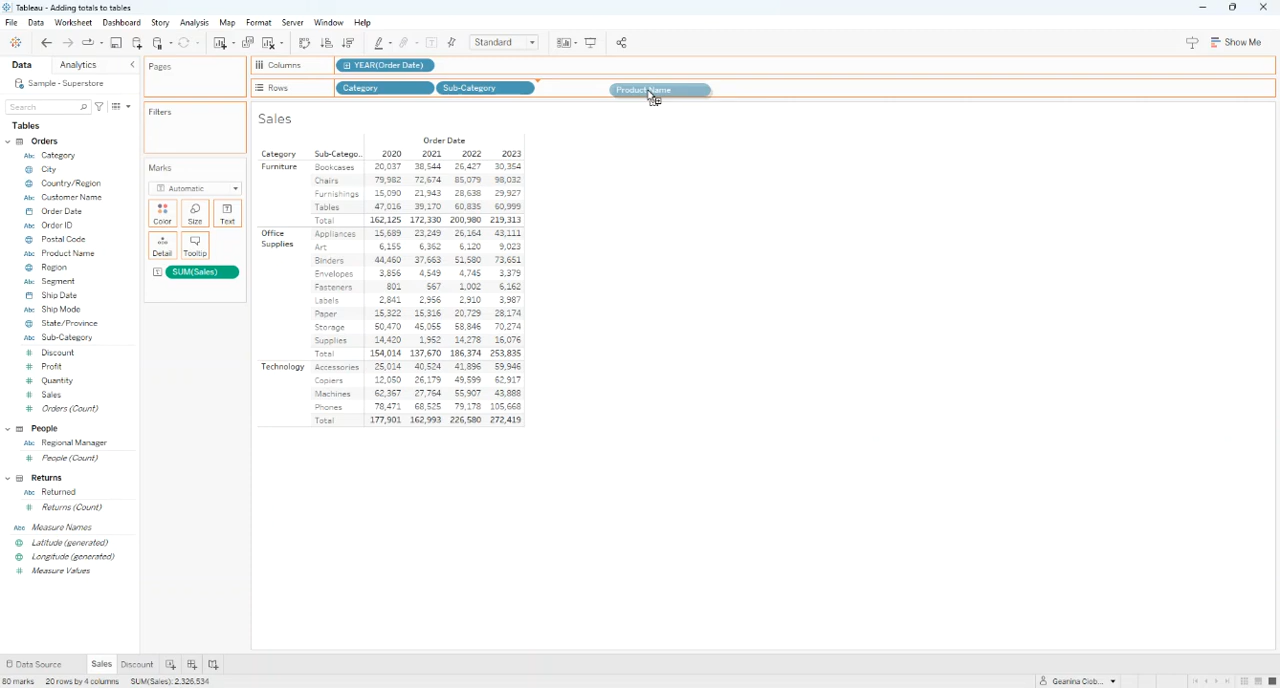 Tableau - Adding totals to tables
File Data Worksheet Dashboard Story Analysis Map Format Server Window Help
Standard
Show Me
Data Analytics
Sample - Superstore
Search
Tables
Orders
Abc Category
City
Country/Region
Abc Customer Name
Order Date
Abc Order ID
Postal Code
Abc Product Name
Region
Abc Segment
Ship Date
Abc Ship Mode
State/Province
Abc Sub-Category
# Discount
# Profit
# Quantity
# Sales
# Orders (Count)
People
Abc Regional Manager
# People (Count)
Returns
Abc Returned
# Returns (Count)
Abc Measure Names
Latitude (generated)
Longitude (generated)
# Measure Values
Pages
Filters
Marks
Automatic
Color Size Text
Detail Tooltip
SUM(Sales)
Columns YEAR(Order Date)
Rows Category Sub-Category Product Name
Sales
Order Date
Category Sub-Catego.. 2020 2021 2022 2023
Furniture Bookcases 20,037 38,544 26,427 30,354
Chairs 79,982 72,674 85,079 98,032
Furnishings 15,090 21,943 28,638 29,927
Tables 47,016 39,170 60,835 60,999
Total 162,125 172,330 200,980 219,313
Office Supplies Appliances 15,689 23,249 26,164 43,111
Art 6,155 6,362 6,120 9,023
Binders 44,460 37,663 51,580 73,651
Envelopes 3,856 4,549 4,745 3,379
Fasteners 801 567 1,002 6,162
Labels 2,841 2,956 2,910 3,987
Paper 15,322 15,316 20,729 28,174
Storage 50,470 45,055 58,846 70,274
Supplies 14,420 1,952 14,278 16,076
Total 154,014 137,670 186,374 253,835
Technology Accessories 25,014 40,524 41,896 59,946
Copiers 12,050 26,179 49,599 62,917
Machines 62,367 27,764 55,907 43,888
Phones 78,471 68,525 79,178 105,668
Total 177,901 162,993 226,580 272,419
Data Source Sales Discount
80 marks 20 rows by 4 columns SUM(Sales): 2,326,534
Geanina Ciob...